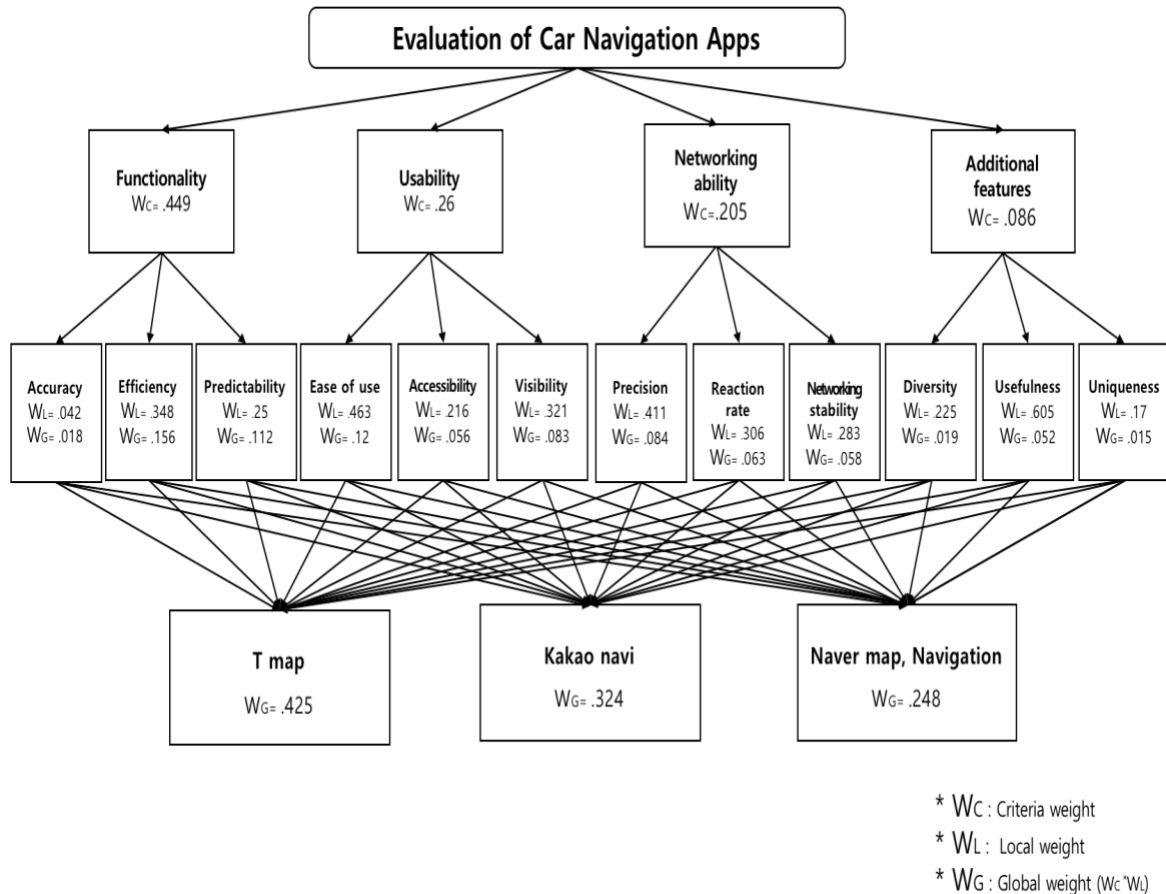 Evaluation of Car Navigation Apps
Functionality
WC= .449
Usability
WC= .26
Networking
ability
WC=.205
Additional
features
WC= .086
Accuracy
WL= .042
WG= .018
Efficiency
WL= .348
WG= .156
Predictability
WL= .25
WG= .112
Ease of use
WL= .463
WG= .12
Accessibility
WL= .216
WG= .056
Visibility
WL= .321
WG= .083
Precision
WL= .411
WG= .084
Reaction
rate
WL= .306
WG= .063
Networking
stability
WL= .283
WG= .058
Diversity
WL= .225
WG= .019
Usefulness
WL= .605
WG= .052
Uniqueness
WL= .17
WG= .015
T map
WG= .425
Kakao navi
WG= .324
Naver map, Navigation
WG= .248
* WC : Criteria weight
* WL : Local weight
* WG : Global weight (WC *WL)